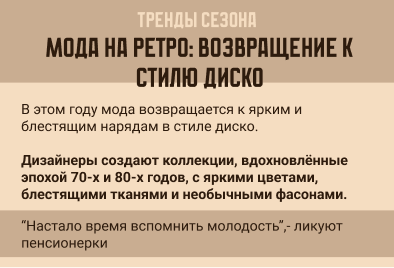 ТРЕНДЫ СЕЗОНА
МОДА НА РЕТРО: ВОЗВРАЩЕНИЕ К
СТИЛЮ ДИСКО
В этом году мода возвращается к ярким и
блестящим нарядам в стиле диско.
Дизайнеры создают коллекции, вдохновлённые
эпохой 70-х и 80-х годов, с яркими цветами,
блестящими тканями и необычными фасонами.
“Настало время вспомнить молодость”,- ликуют
пенсионерки